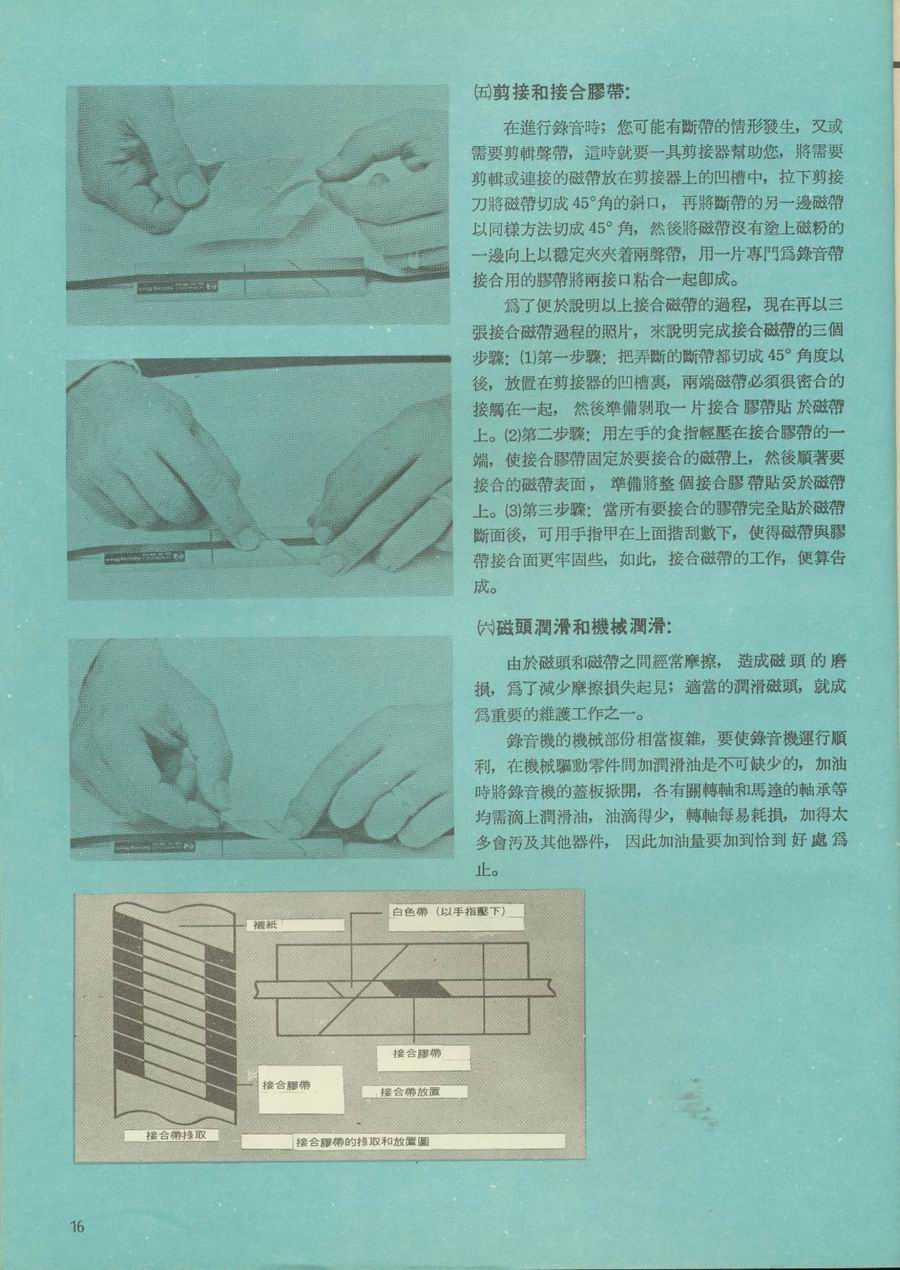 ㈤剪接和接合膠帶:
在進行錄音時；您可能有斷帶的情形發生，又或
需要剪輯聲帶，這時就要一具剪接器幫助您，將需要
剪輯或連接的磁帶放在剪接器上的凹槽中，拉下剪接
刀將磁帶切成45°角的斜口，再將斷帶的另一邊磁帶
以同樣方法切成45°角，然後將磁帶沒有塗上磁粉的
一邊向上以穩定夾夾着兩聲帶，用一片專門爲錄音帶
接合用的膠帶將兩接口粘合一起卽成。
爲了便於說明以上接合磁帶的過程，現在再以三
張接合磁帶過程的照片，來說明完成接合磁帶的三個
步驟：⑴第一步驟：把弄斷的斷帶都切成45°角度以
後，放置在剪接器的凹槽裏，兩端磁帶必須很密合的
接觸在一起，然後準備剝取一片接合膠帶貼於磁帶
上。⑵第二步驟：用左手的食指輕壓在接合膠帶的一
端，使接合膠帶固定於要接合的磁帶上，然後順著要
接合的磁帶表面，準備將整個接合膠帶貼妥於磁帶
上。⑶第三步驟：當所有要接合的膠帶完全貼於磁帶
斷面後，可用手指甲在上面揩刮數下，使得磁帶與膠
帶接合面更牢固些，如此，接合磁帶的工作，便算告
成。
㈥磁頭潤滑和機械潤滑:
由於磁頭和磁帶之間經常摩擦，造成磁頭的磨
損，爲了減少摩擦損失起見；適當的潤滑磁頭，就成
爲重要的維護工作之一。
錄音機的機械部份相當複雜，要使錄音機運行順
利，在機械驅動零件間加潤滑油是不可缺少的，加油
時將錄音機的蓋板掀開，各有關轉軸和馬達的軸承等
均需滴上潤滑油，油滴得少，轉軸每易耗損，加得太
多會汚及其他器件，因此加油量要加到恰到好處爲
止。
襯紙
白色帶（以手指壓下）
接合膠帶
接合膠帶
接合帶放置
接合帶採取
接合膠帶的採取和放置圖
16